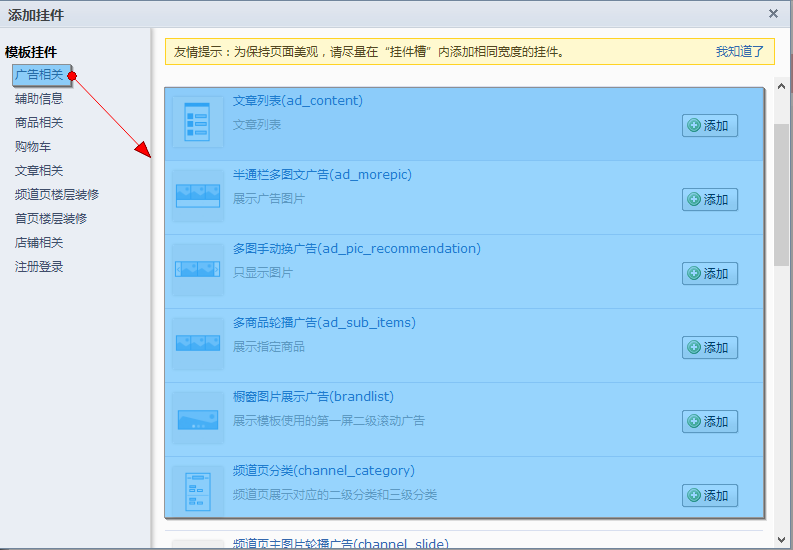 添加挂件
模板挂件
广告相关
辅助信息
商品相关
购物车
文章相关
频道页楼层装修
首页楼层装修
店铺相关
注册登录
友情提示：为保持页面美观，请尽量在“挂件槽”内添加相同宽度的挂件。 我知道了
文章列表(ad_content)
文章列表
添加
半通栏多图文广告(ad_morepic)
展示广告图片
添加
多图手动换广告(ad_pic_recommendation)
只显示图片
添加
多商品轮播广告(ad_sub_items)
展示指定商品
添加
橱窗图片展示广告(brandlist)
展示模板使用的第一屏二级滚动广告
添加
频道页分类(channel_category)
频道页展示对应的二级分类和三级分类
添加
频道页主图片轮播广告(channel_slide)